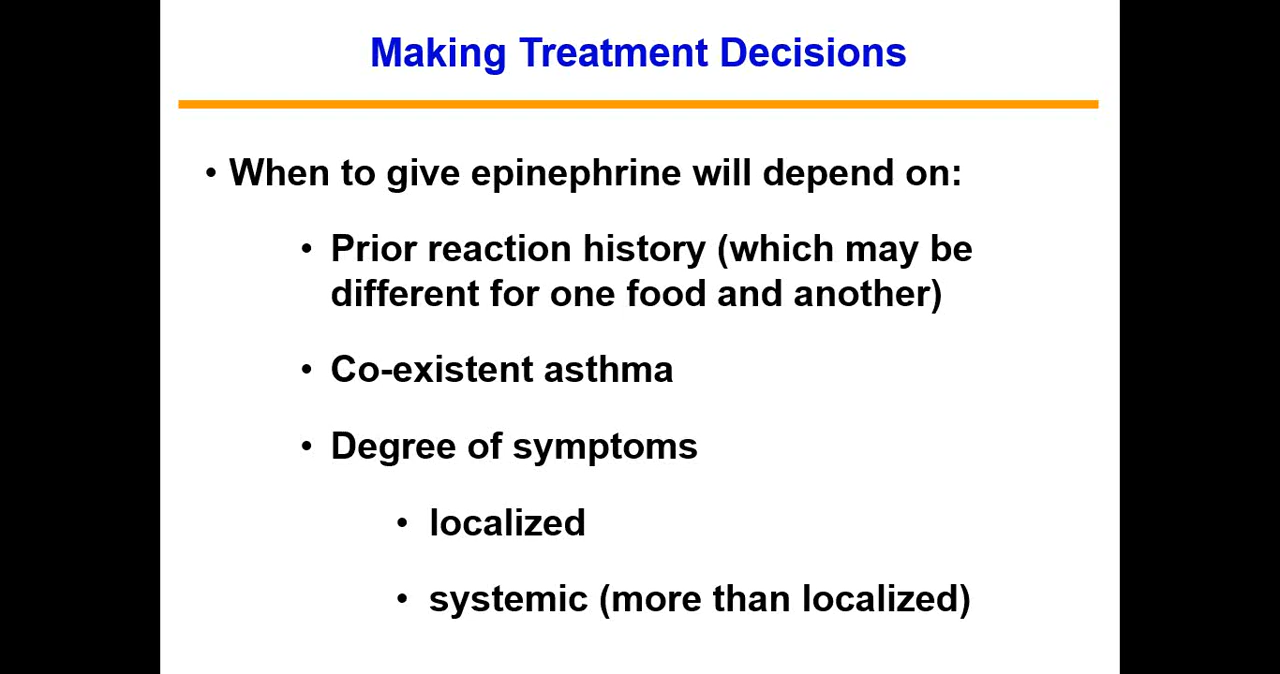 Making Treatment Decisions
• When to give epinephrine will depend on:
• Prior reaction history (which may be
different for one food and another)
• Co-existent asthma
• Degree of symptoms
• localized
• systemic (more than localized)